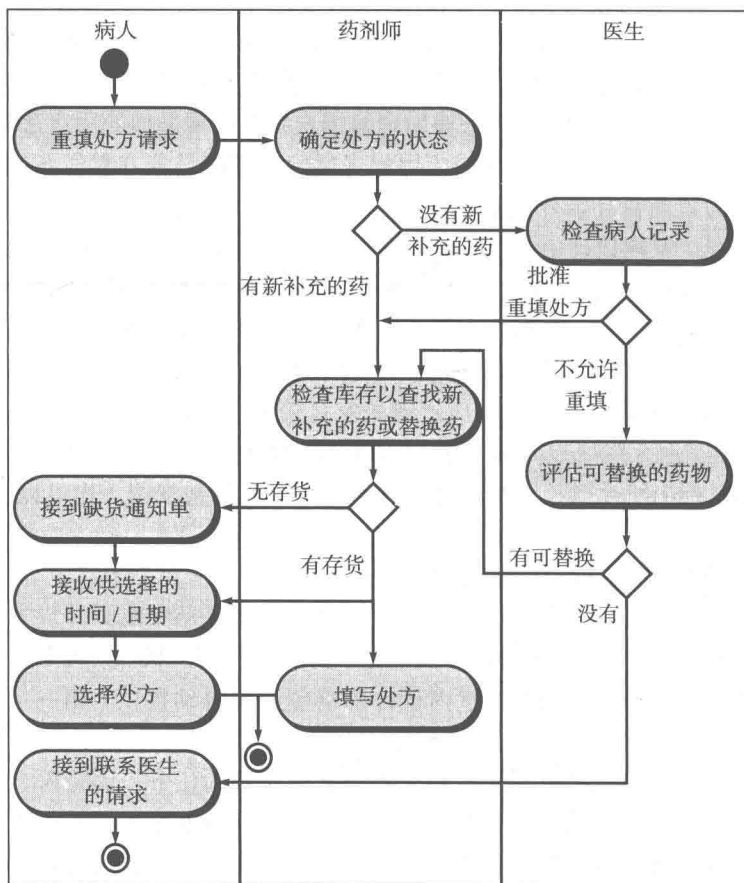 病人
药剂师
医生
重填处方请求
确定处方的状态
没有新
补充的药
检查病人记录
有新补充的药
批准
重填处方
检查库存以查找新
补充的药或替换药
不允许
重填
评估可替换的药物
无存货
接到缺货通知单
有存货
有可替换
没有
接收供选择的
时间 / 日期
选择处方
填写处方
接到联系医生
的请求